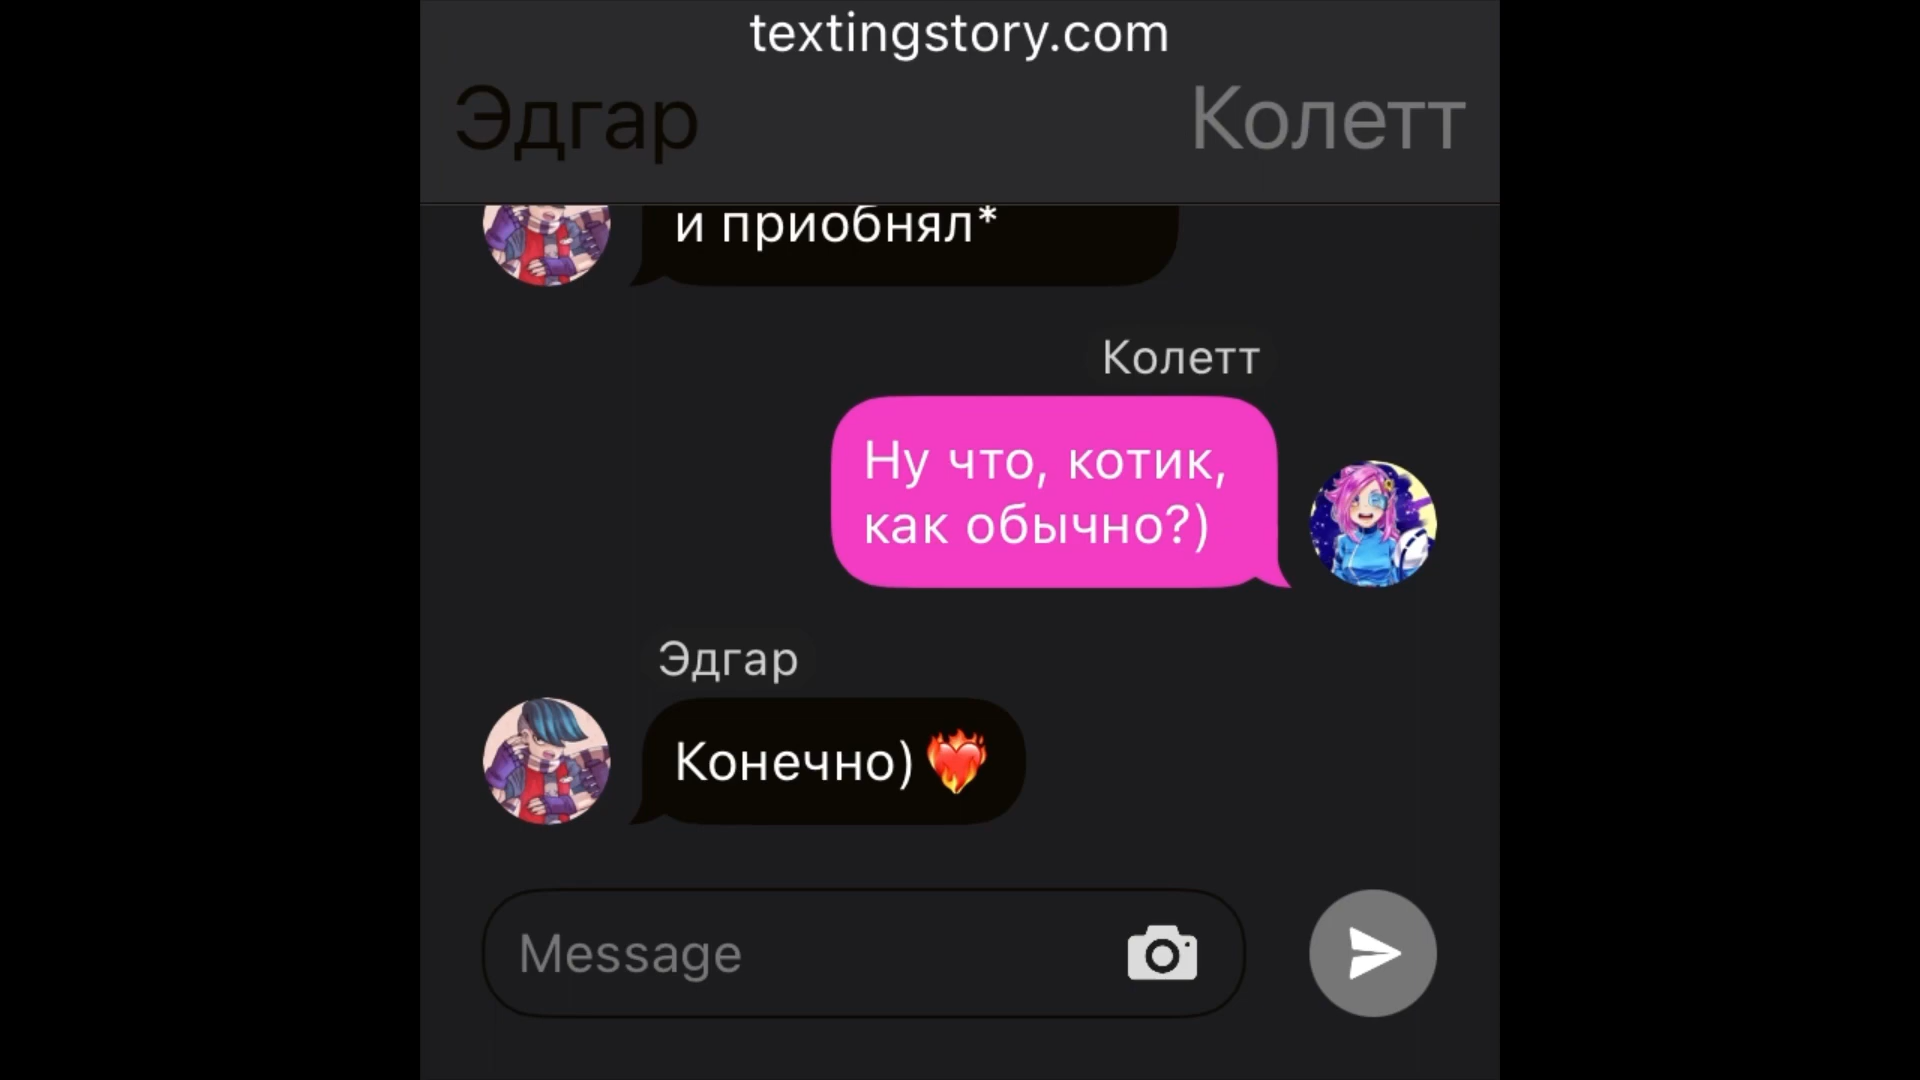 textingstory.com
Эдгар
Колетт
и приобнял*
Колетт
Ну что, котик,
как обычно?)
Эдгар
Конечно)❤️‍🔥
Message